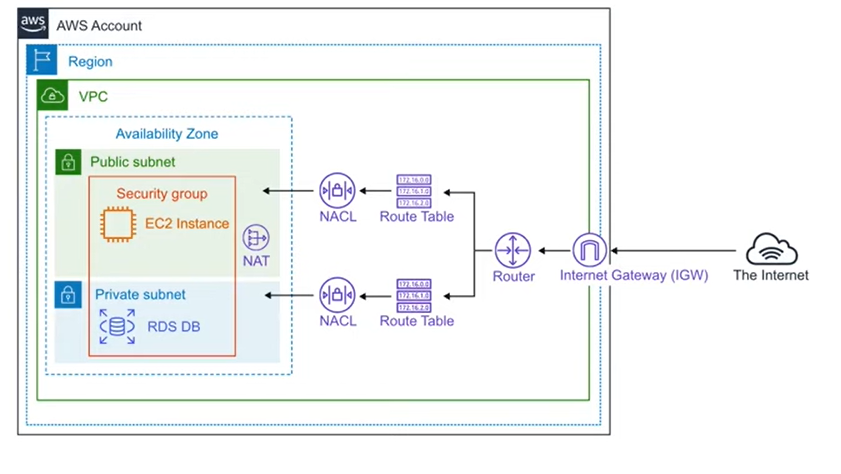 aws
AWS Account
Region
VPC
Availability Zone
Public subnet
Security group
EC2 Instance
NAT
Private subnet
RDS DB
NACL
172.16.0.0
172.16.1.0
172.16.2.0
Route Table
NACL
172.16.0.0
172.16.1.0
172.16.2.0
Route Table
Router
Internet Gateway (IGW)
The Internet